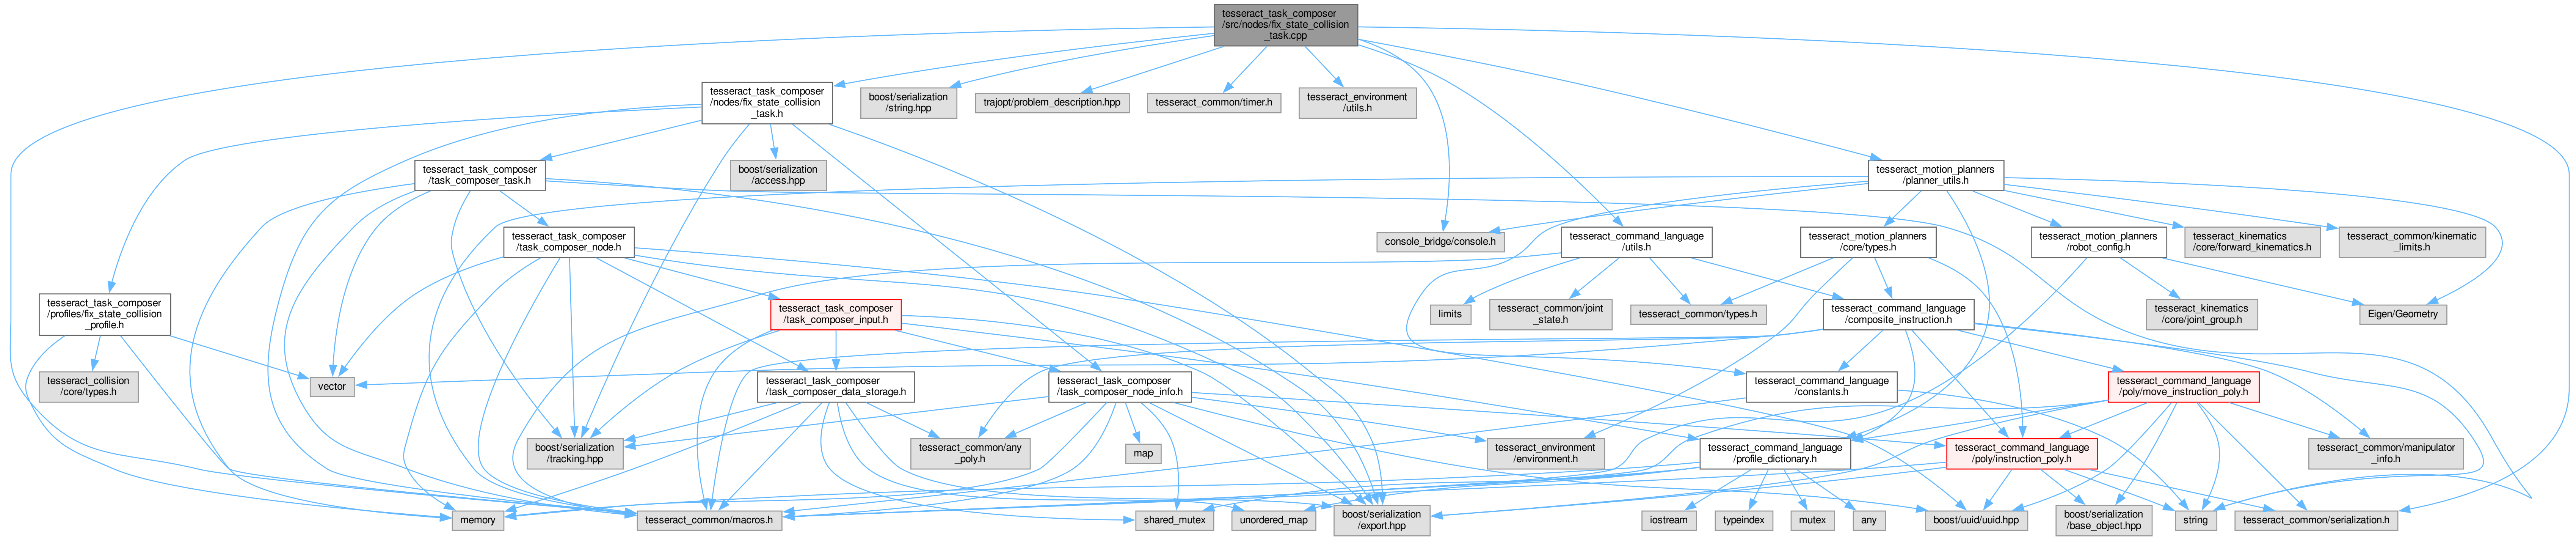 tesseract_task_composer
/src/nodes/fix_state_collision
_task.cpp
tesseract_task_composer
/nodes/fix_state_collision
_task.h
boost/serialization
/string.hpp
trajopt/problem_description.hpp
tesseract_common/timer.h
tesseract_environment
/utils.h
tesseract_task_composer
/task_composer_task.h
boost/serialization
/access.hpp
tesseract_motion_planners
/planner_utils.h
tesseract_task_composer
/task_composer_node.h
console_bridge/console.h
tesseract_command_language
/utils.h
tesseract_motion_planners
/core/types.h
tesseract_motion_planners
/robot_config.h
tesseract_kinematics
/core/forward_kinematics.h
tesseract_common/kinematic
_limits.h
tesseract_task_composer
/profiles/fix_state_collision
_profile.h
tesseract_task_composer
/task_composer_input.h
limits
tesseract_common/joint
_state.h
tesseract_common/types.h
tesseract_command_language
/composite_instruction.h
tesseract_kinematics
/core/joint_group.h
Eigen/Geometry
tesseract_collision
/core/types.h
vector
tesseract_task_composer
/task_composer_data_storage.h
tesseract_task_composer
/task_composer_node_info.h
tesseract_command_language
/constants.h
tesseract_command_language
/poly/move_instruction_poly.h
boost/serialization
/tracking.hpp
tesseract_common/any
_poly.h
map
tesseract_environment
/environment.h
tesseract_command_language
/profile_dictionary.h
tesseract_command_language
/poly/instruction_poly.h
tesseract_common/manipulator
_info.h
memory
tesseract_common/macros.h
shared_mutex
unordered_map
boost/serialization
/export.hpp
iostream
typeindex
mutex
any
boost/uuid/uuid.hpp
boost/serialization
/base_object.hpp
string
tesseract_common/serialization.h